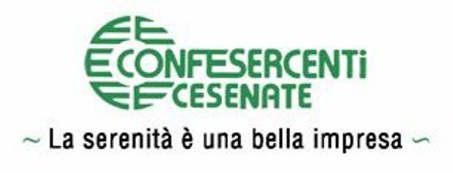 CONFESERCENTi
CESENATE
~ La serenità è una bella impresa ~